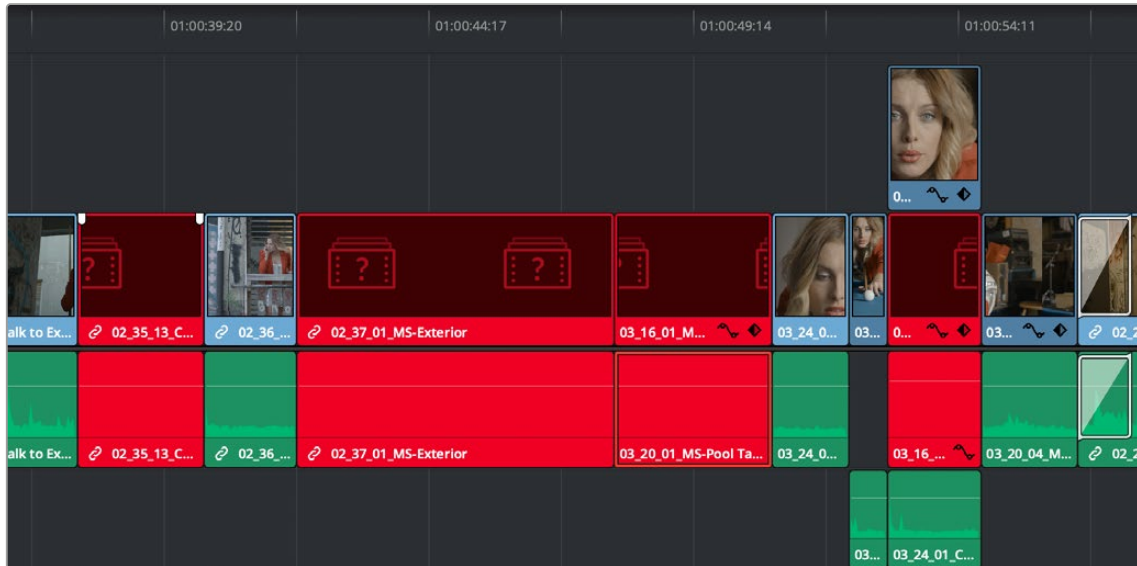 01:00:39:20 01:00:44:17 01:00:49:14 01:00:54:11
0...
alk to Ex... 02_35_13_C... 02_36_... 02_37_01_MS-Exterior 03_16_01_M... 03_24_0... 03... 0... 03... 02_2
alk to Ex... 02_35_13_C... 02_36_... 02_37_01_MS-Exterior 03_20_01_MS-Pool Ta... 03_24_0... 03_16_... 03_20_04_M... 02_2
03... 03_24_01_C...